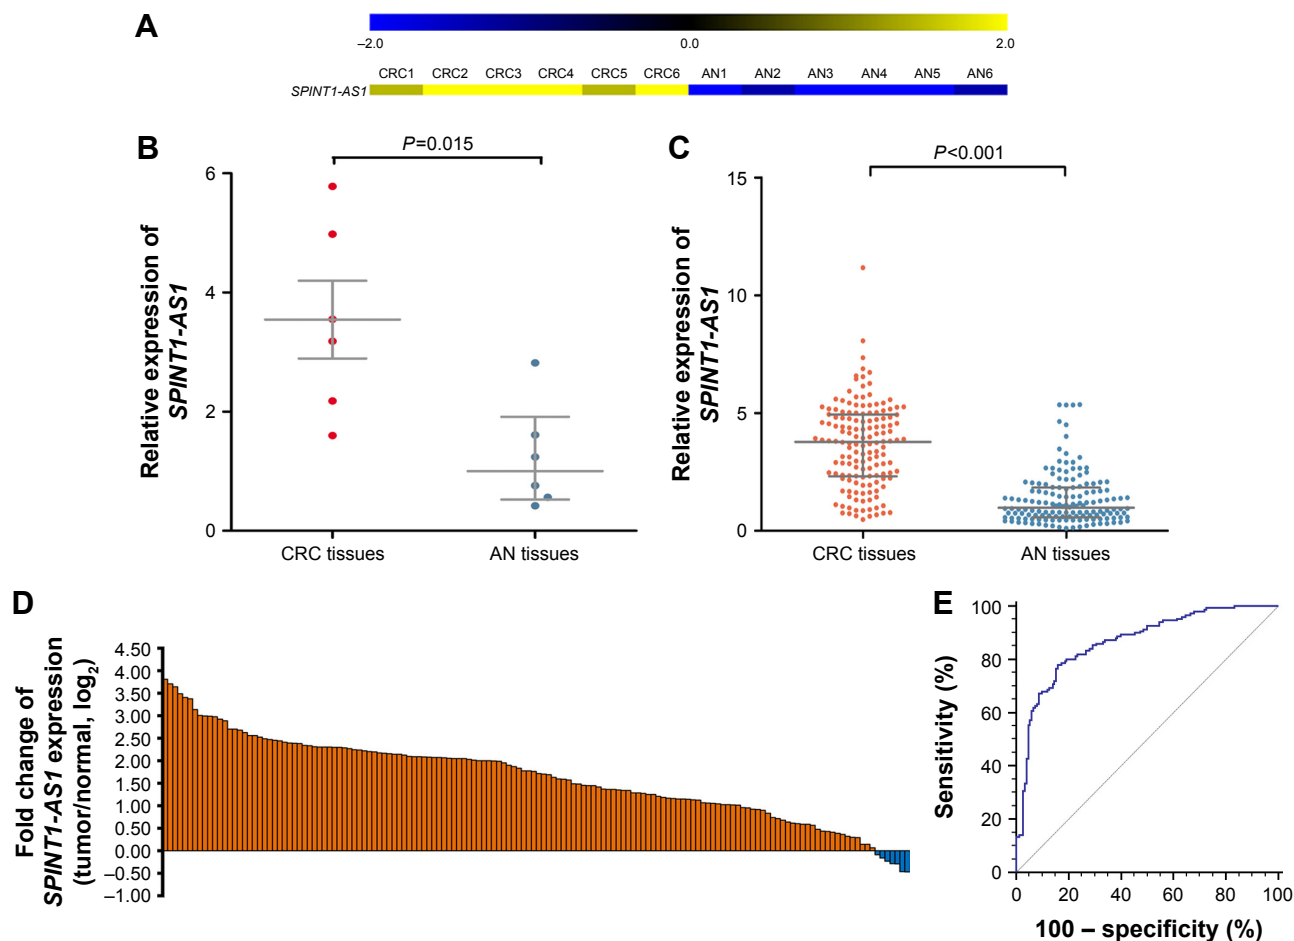 A
–2.0 0.0 2.0
CRC1 CRC2 CRC3 CRC4 CRC5 CRC6 AN1 AN2 AN3 AN4 AN5 AN6
SPINT1-AS1
B
P=0.015
Relative expression of
SPINT1-AS1
6
4
2
0
CRC tissues AN tissues
C
P<0.001
Relative expression of
SPINT1-AS1
15
10
5
0
CRC tissues AN tissues
D
Fold change of
SPINT1-AS1 expression
(tumor/normal, log2)
4.50
4.00
3.50
3.00
2.50
2.00
1.50
1.00
0.50
0.00
–0.50
–1.00
E
Sensitivity (%)
100
80
60
40
20
0
0 20 40 60 80 100
100 – specificity (%)